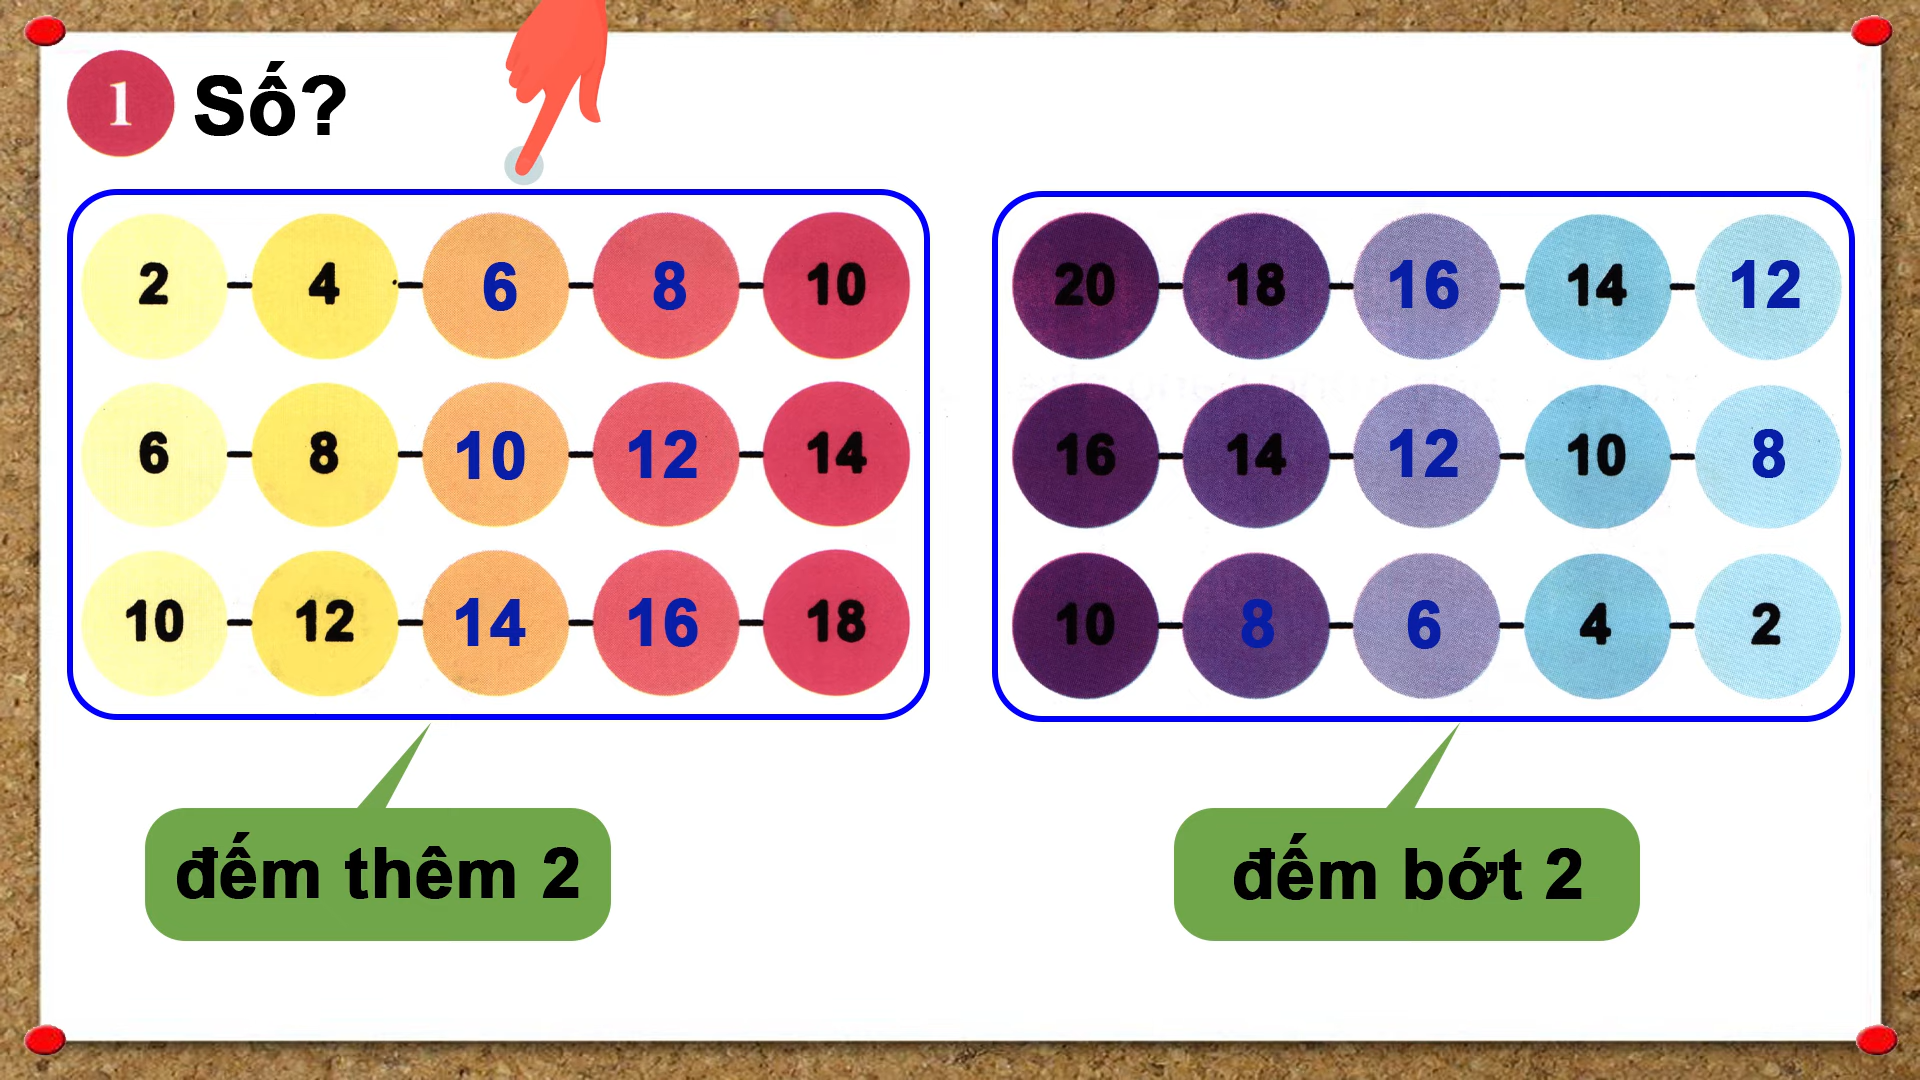 1 Số?
2 4 6 8 10
6 8 10 12 14
10 12 14 16 18
20 18 16 14 12
16 14 12 10 8
10 8 6 4 2
đếm thêm 2
đếm bớt 2